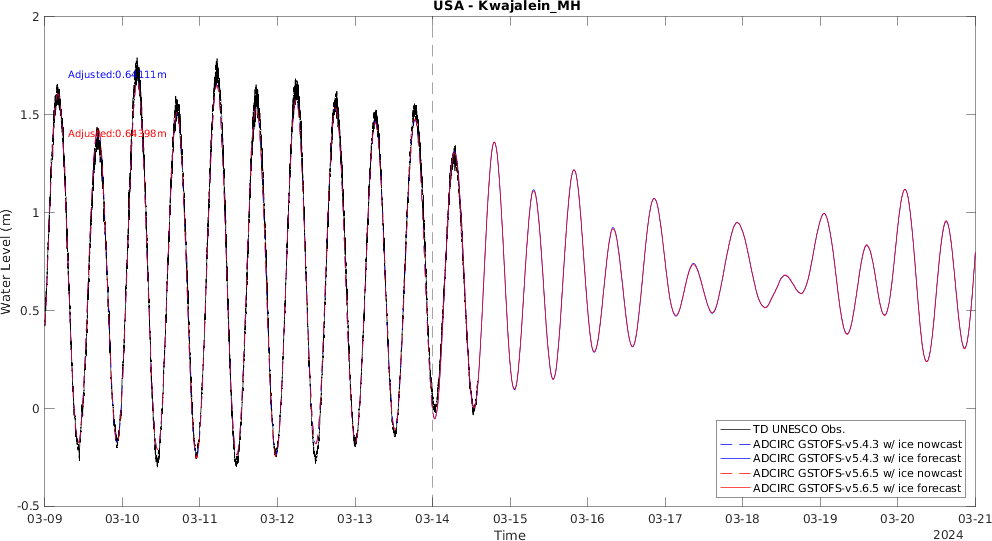 USA - Kwajalein_MH
2
1.5
1
0.5
0
-0.5
Water Level (m)
Adjusted:0.64111m
Adjusted:0.64398m
TD UNESCO Obs.
ADCIRC GSTOFS-v5.4.3 w/ ice nowcast
ADCIRC GSTOFS-v5.4.3 w/ ice forecast
ADCIRC GSTOFS-v5.6.5 w/ ice nowcast
ADCIRC GSTOFS-v5.6.5 w/ ice forecast
03-09 03-10 03-11 03-12 03-13 03-14 03-15 03-16 03-17 03-18 03-19 03-20 03-21
Time
2024